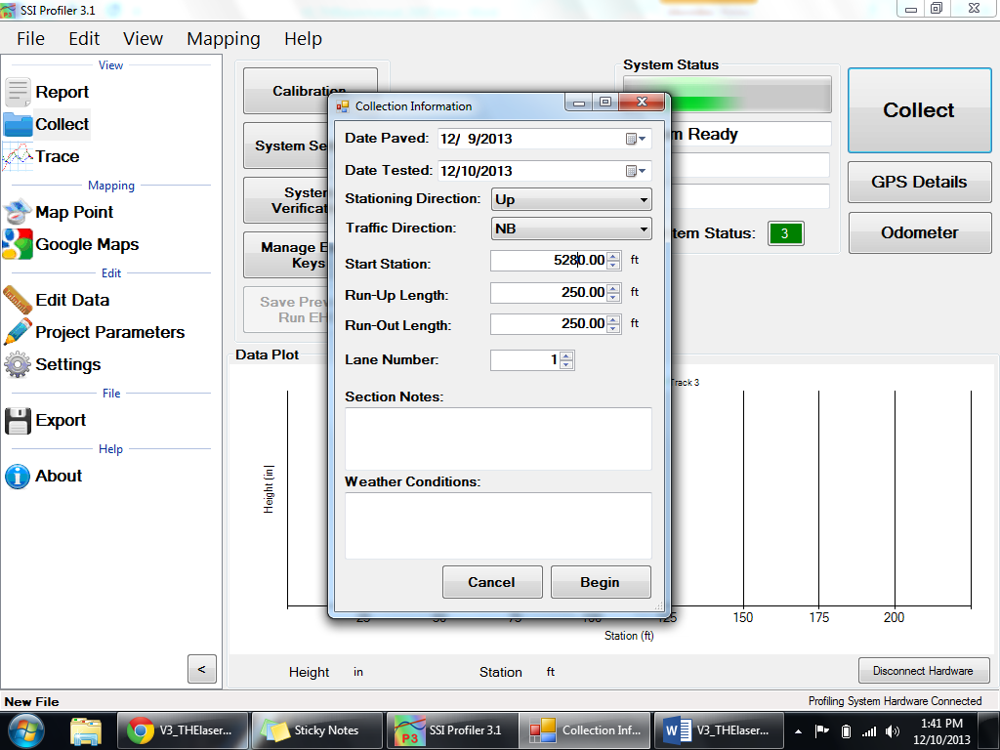 SSI Profiler 3.1
File Edit View Mapping Help
View
Report
Collect
Trace
Mapping
Map Point
Google Maps
Edit
Edit Data
Project Parameters
Settings
File
Export
Help
About
<
Calibration
System Se
System
Verificat
Manage E
Keys
Save Prev
Run EH
System Status
m Ready
tem Status: 3
Collect
GPS Details
Odometer
Collection Information
Date Paved: 12/ 9/2013
Date Tested: 12/10/2013
Stationing Direction: Up
Traffic Direction: NB
Start Station: 5280.00 ft
Run-Up Length: 250.00 ft
Run-Out Length: 250.00 ft
Lane Number: 1
Section Notes:
Weather Conditions:
Cancel Begin
Data Plot
Track 3
Height (in)
25 50 75 100 125 150 175 200
Station (ft)
Height in Station ft
Disconnect Hardware
New File
Profiling System Hardware Connected
P3
V3_THElaser...
Sticky Notes
SSI Profiler 3.1
Collection Inf...
V3_THElaser...
1:41 PM
12/10/2013